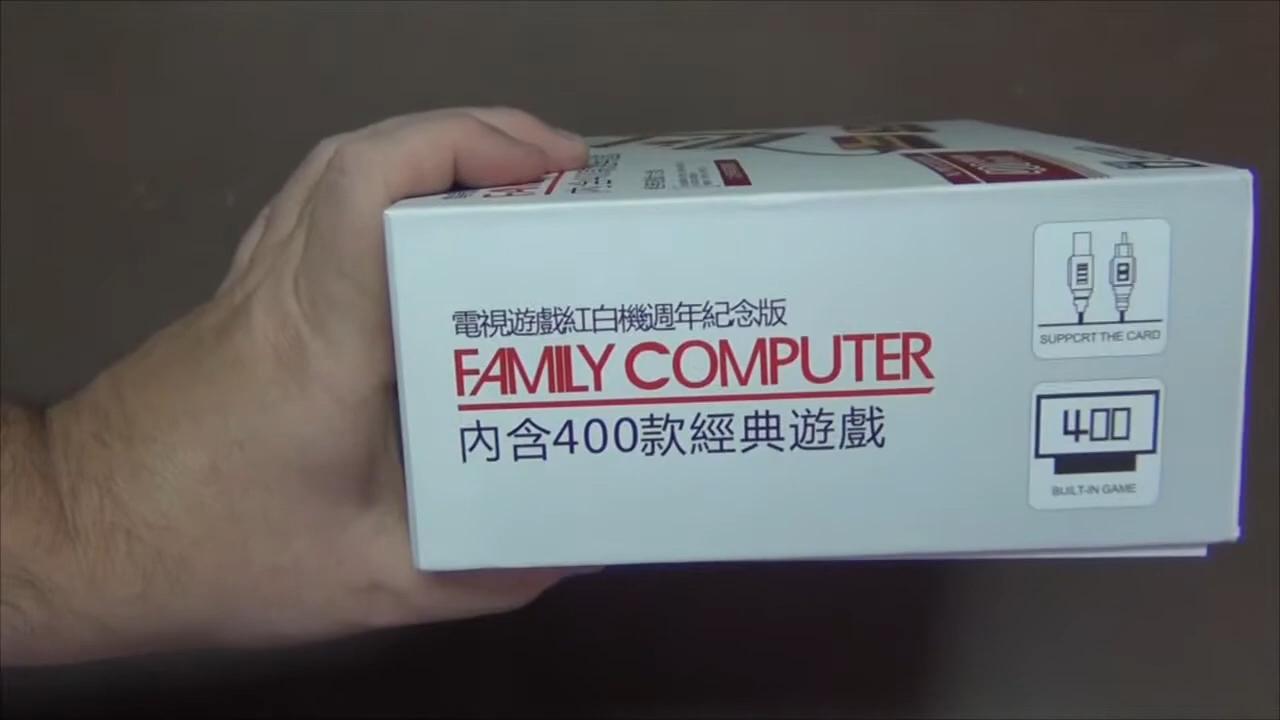 電視遊戲紅白機週年紀念版
FAMILY COMPUTER
內含400款經典遊戲
SUPPCRT THE CARD
400
BUILT-IN GAME